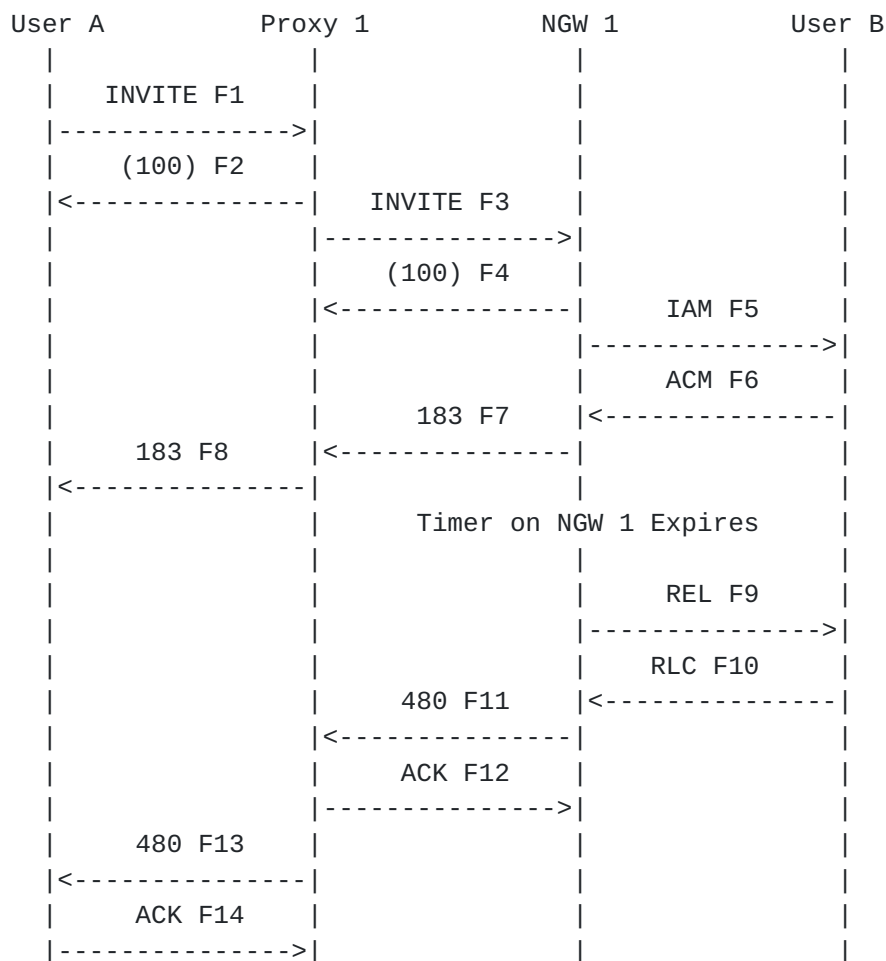 User A Proxy 1 NGW 1 User B
INVITE F1
(100) F2
INVITE F3
(100) F4
IAM F5
ACM F6
183 F7
183 F8
Timer on NGW 1 Expires
REL F9
RLC F10
480 F11
ACK F12
480 F13
ACK F14